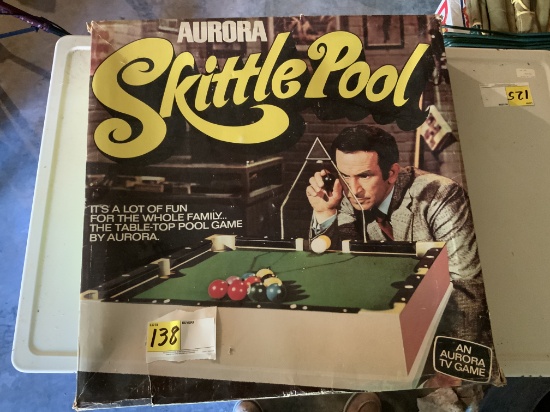 AURORA
Skittle Pool
IT'S A LOT OF FUN
FOR THE WHOLE FAMILY..
THE TABLE-TOP POOL GAME
BY AURORA.
138
AN
AURORA
TV GAME
125